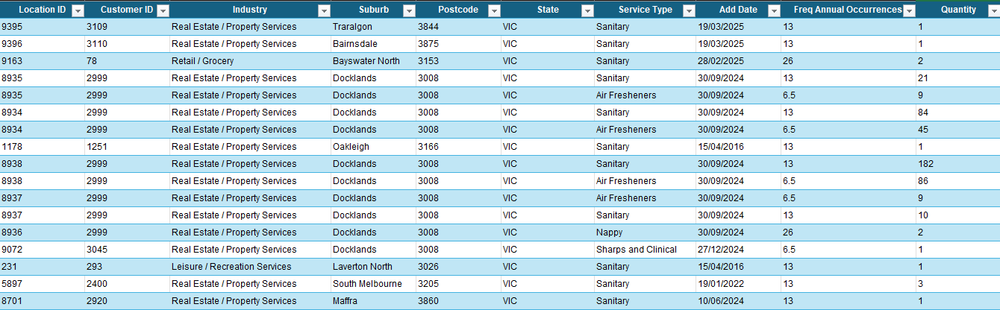 Location ID Customer ID Industry Suburb Postcode State Service Type Add Date Freq Annual Occurrences Quantity
9395 3109 Real Estate / Property Services Traralgon 3844 VIC Sanitary 19/03/2025 13 1
9396 3110 Real Estate / Property Services Bairnsdale 3875 VIC Sanitary 19/03/2025 13 1
9163 78 Retail / Grocery Bayswater North 3153 VIC Sanitary 28/02/2025 26 2
8935 2999 Real Estate / Property Services Docklands 3008 VIC Sanitary 30/09/2024 13 21
8935 2999 Real Estate / Property Services Docklands 3008 VIC Air Fresheners 30/09/2024 6.5 9
8934 2999 Real Estate / Property Services Docklands 3008 VIC Sanitary 30/09/2024 13 84
8934 2999 Real Estate / Property Services Docklands 3008 VIC Air Fresheners 30/09/2024 6.5 45
1178 1251 Real Estate / Property Services Oakleigh 3166 VIC Sanitary 15/04/2016 13 1
8938 2999 Real Estate / Property Services Docklands 3008 VIC Sanitary 30/09/2024 13 182
8938 2999 Real Estate / Property Services Docklands 3008 VIC Air Fresheners 30/09/2024 6.5 86
8937 2999 Real Estate / Property Services Docklands 3008 VIC Air Fresheners 30/09/2024 6.5 9
8937 2999 Real Estate / Property Services Docklands 3008 VIC Sanitary 30/09/2024 13 10
8936 2999 Real Estate / Property Services Docklands 3008 VIC Nappy 30/09/2024 26 2
9072 3045 Real Estate / Property Services Docklands 3008 VIC Sharps and Clinical 27/12/2024 6.5 1
231 293 Leisure / Recreation Services Laverton North 3026 VIC Sanitary 15/04/2016 13 1
5897 2400 Real Estate / Property Services South Melbourne 3205 VIC Sanitary 19/01/2022 13 3
8701 2920 Real Estate / Property Services Maffra 3860 VIC Sanitary 10/06/2024 13 1